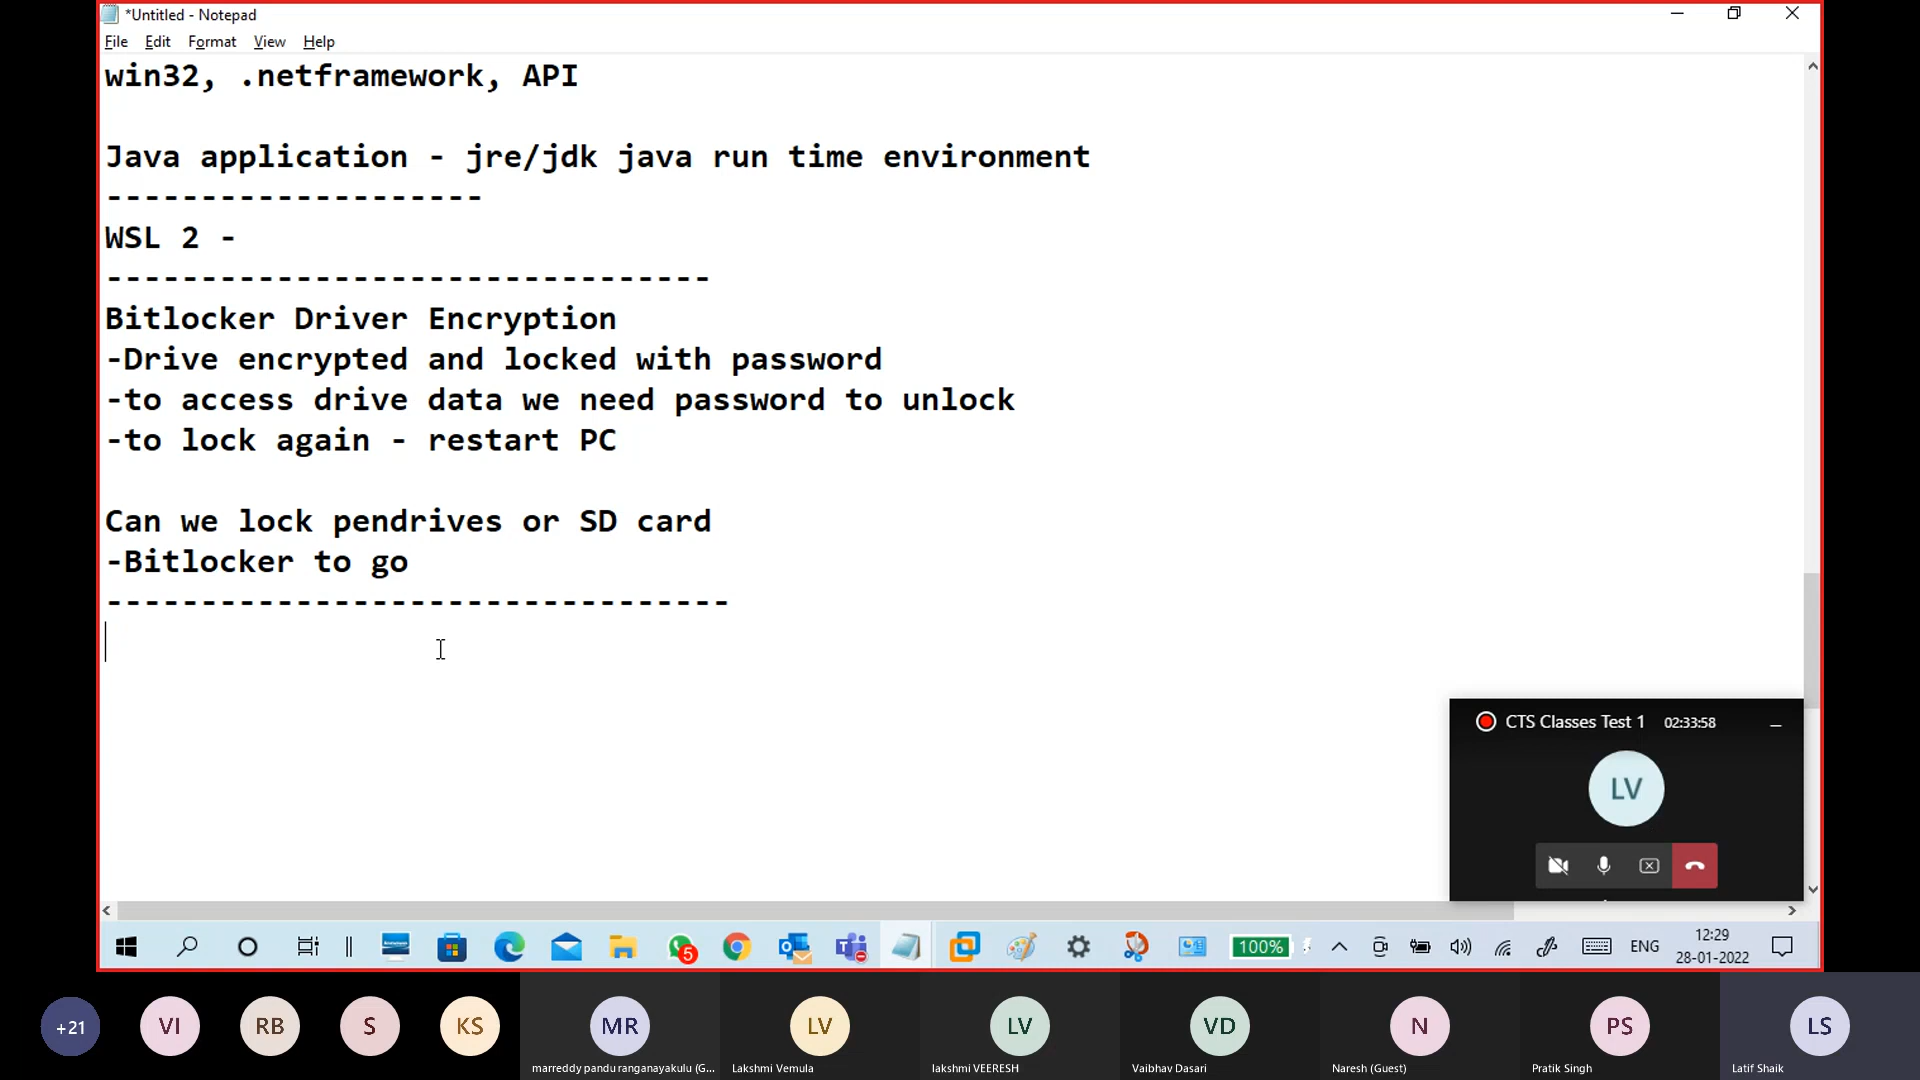 *Untitled - Notepad
File Edit Format View Help
win32, .netframework, API
Java application - jre/jdk java run time environment
--------------------
WSL 2 -
--------------------------------
Bitlocker Driver Encryption
-Drive encrypted and locked with password
-to access drive data we need password to unlock
-to lock again - restart PC
Can we lock pendrives or SD card
-Bitlocker to go
---------------------------------
CTS Classes Test 1 02:33:58
LV
5
100%
ENG
12:29
28-01-2022
+21 VI RB S KS MR LV LV VD N PS LS
marreddy pandu ranganayakulu (G... Lakshmi Vemula lakshmi VEERESH Vaibhav Dasari Naresh (Guest) Pratik Singh Latif Shaik